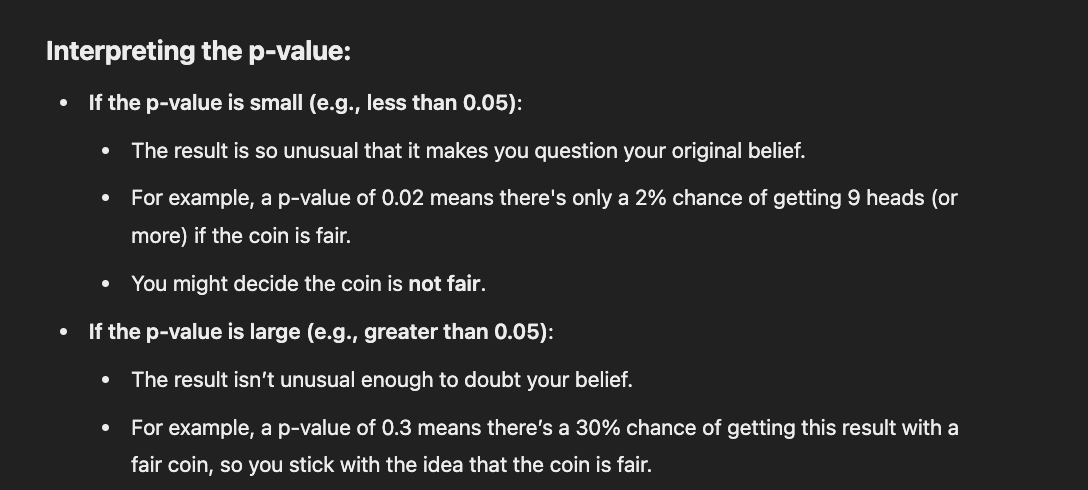 Interpreting the p-value:
• If the p-value is small (e.g., less than 0.05):
• The result is so unusual that it makes you question your original belief.
• For example, a p-value of 0.02 means there's only a 2% chance of getting 9 heads (or
more) if the coin is fair.
• You might decide the coin is not fair.
• If the p-value is large (e.g., greater than 0.05):
• The result isn’t unusual enough to doubt your belief.
• For example, a p-value of 0.3 means there’s a 30% chance of getting this result with a
fair coin, so you stick with the idea that the coin is fair.